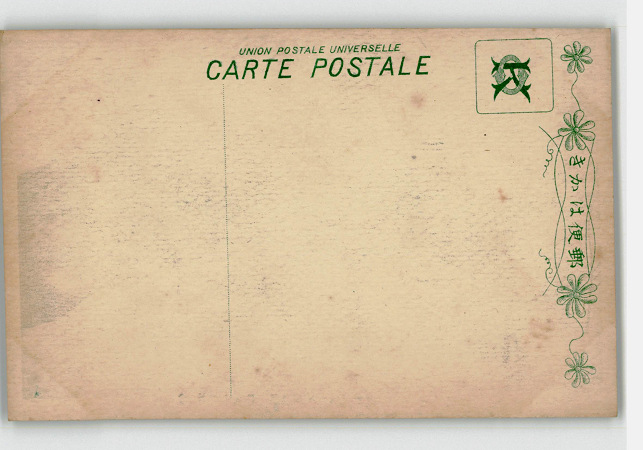 UNION POSTALE UNIVERSELLE
CARTE POSTALE
郵便はかき